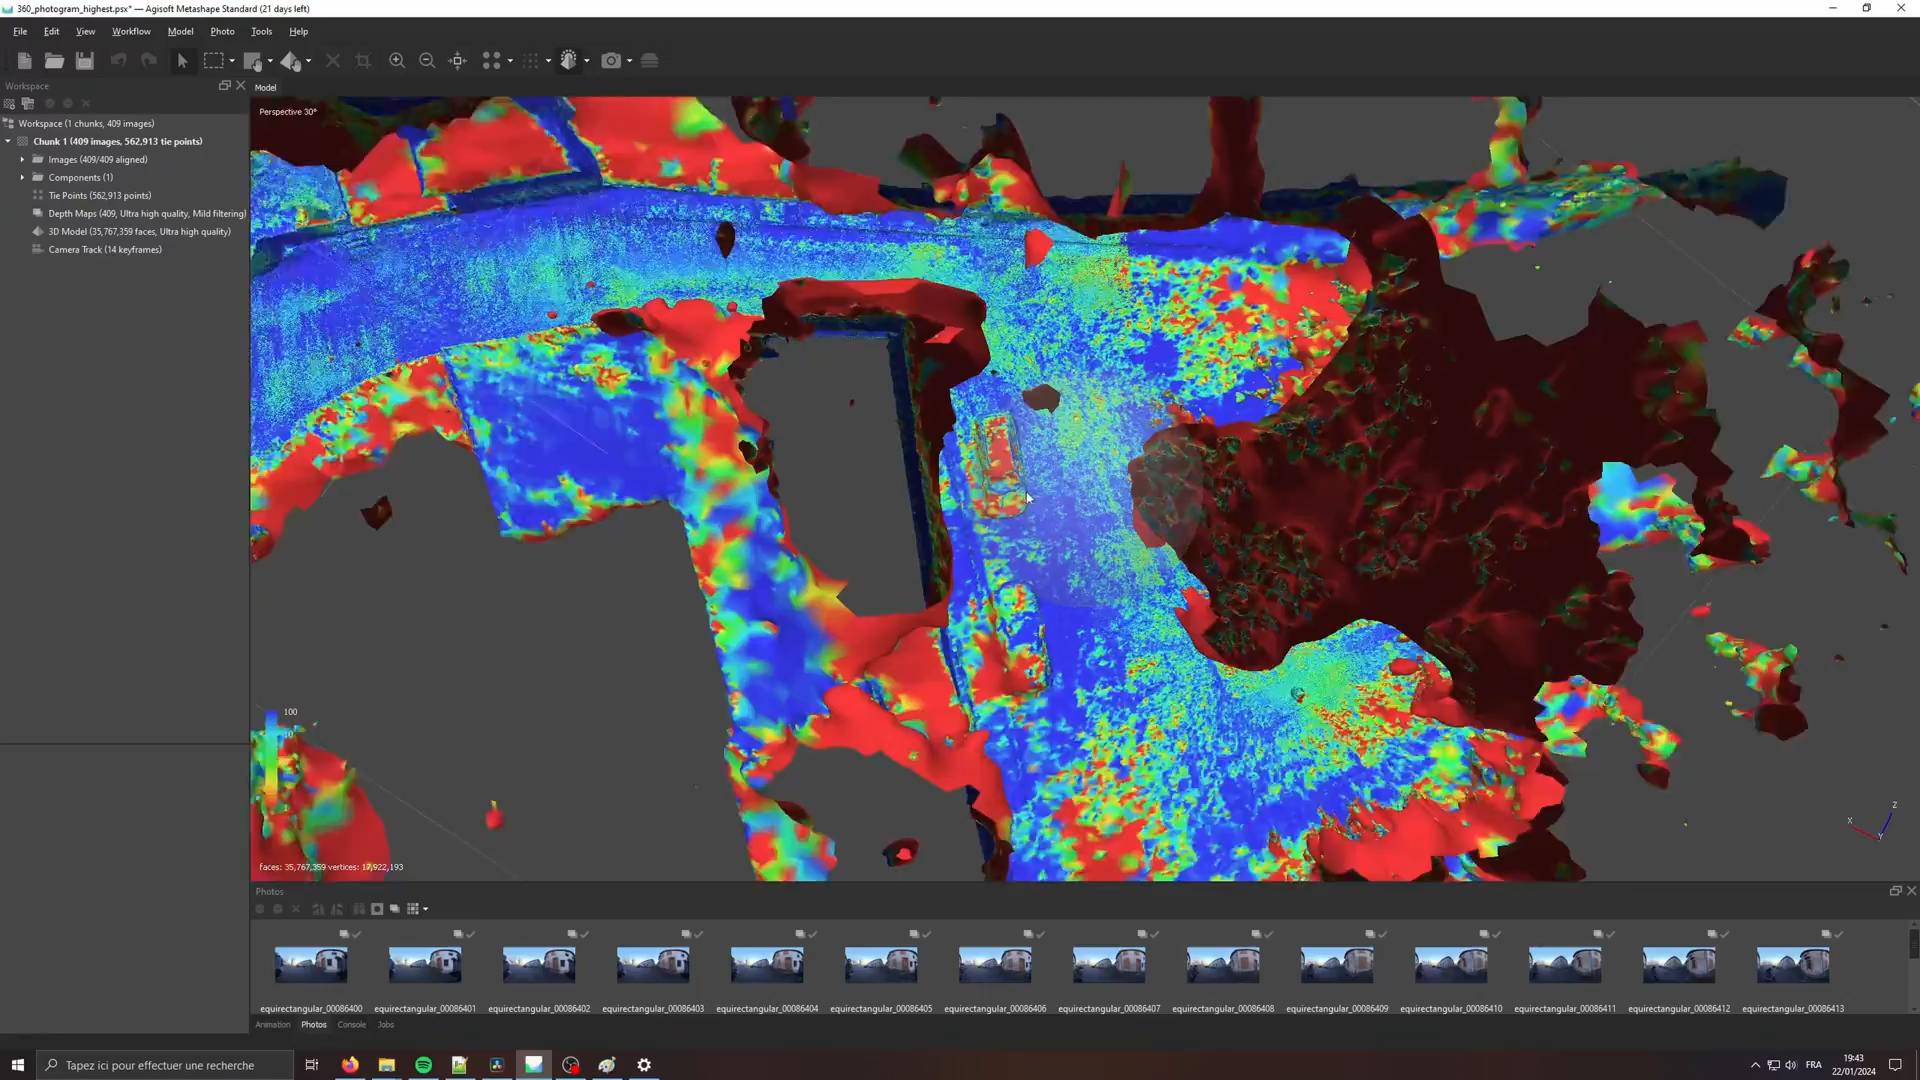 360_photogram_highest.psx* — Agisoft Metashape Standard (21 days left)
File Edit View Workflow Model Photo Tools Help
Workspace
Model
Perspective 30°
Workspace (1 chunks, 409 images)
Chunk 1 (409 images, 562,913 tie points)
Images (409/409 aligned)
Components (1)
Tie Points (562,913 points)
Depth Maps (409, Ultra high quality, Mild filtering)
3D Model (35,767,359 faces, Ultra high quality)
Camera Track (14 keyframes)
100
10
1
faces: 35,767,359 vertices: 17,922,193
Z
X
Y
Photos
equirectangular_00086400 equirectangular_00086401 equirectangular_00086402 equirectangular_00086403 equirectangular_00086404 equirectangular_00086405 equirectangular_00086406 equirectangular_00086407 equirectangular_00086408 equirectangular_00086409 equirectangular_00086410 equirectangular_00086411 equirectangular_00086412 equirectangular_00086413
Animation Photos Console Jobs
Tapez ici pour effectuer une recherche
FRA
19:43
22/01/2024